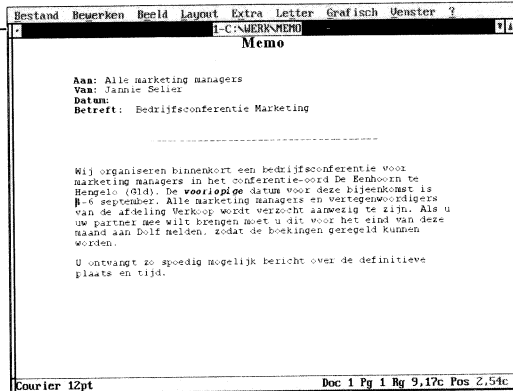 Bestand Bewerken Beeld Layout Extra Letter Grafisch Venster ?
1-C:\WERK\MEMO
Memo
Aan: Alle marketing managers
Van: Jannie Selier
Datum:
Betreft: Bedrijfsconferentie Marketing
Wij organiseren binnenkort een bedrijfsconferentie voor
marketing managers in het conferentie-oord De Eenhoorn te
Hengelo (Gld). De voorlopige datum voor deze bijeenkomst is
4-6 september. Alle marketing managers en vertegenwoordigers
van de afdeling Verkoop wordt verzocht aanwezig te zijn. Als u
uw partner mee wilt brengen moet u dit voor het eind van deze
maand aan Dolf melden, zodat de boekingen geregeld kunnen
worden.
U ontvangt zo spoedig mogelijk bericht over de definitieve
plaats en tijd.
Courier 12pt Doc 1 Pg 1 Rg 9,17c Pos 2,54c